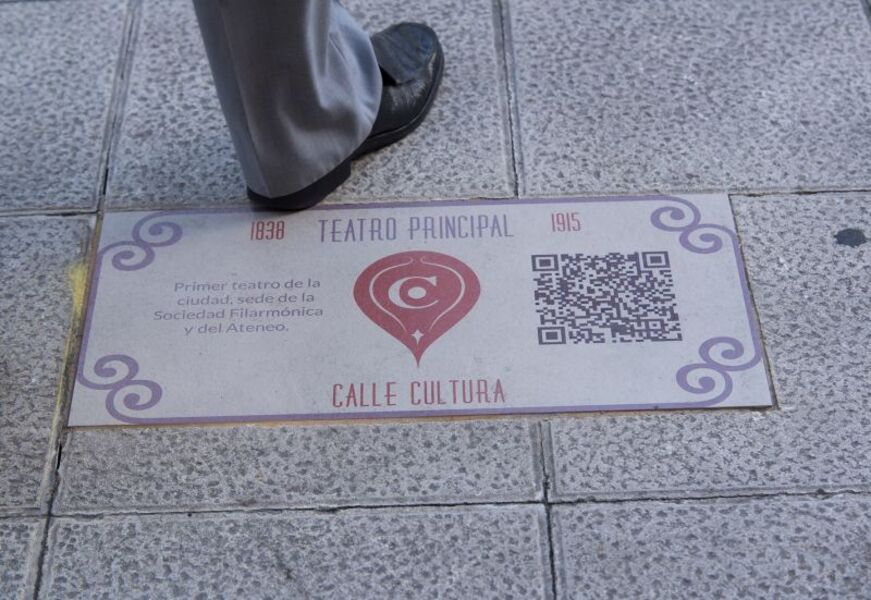 1838 TEATRO PRINCIPAL 1915
Primer teatro de la
ciudad, sede de la
Sociedad Filarmónica
y del Ateneo.
CALLE CULTURA